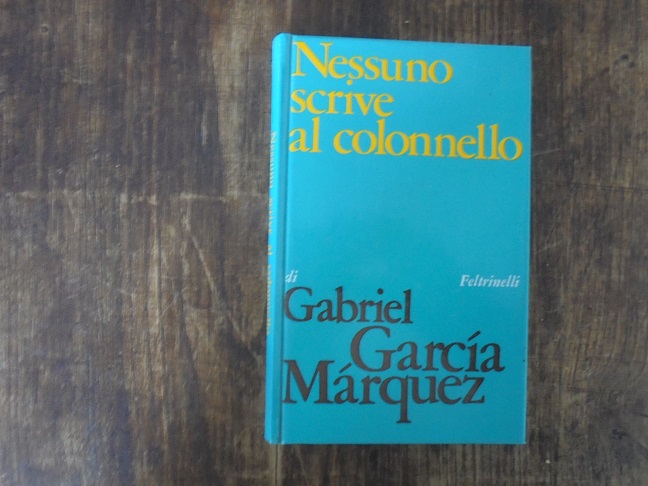 Nessuno
scrive
al colonnello
di
Feltrinelli
Gabriel
García
Márquez